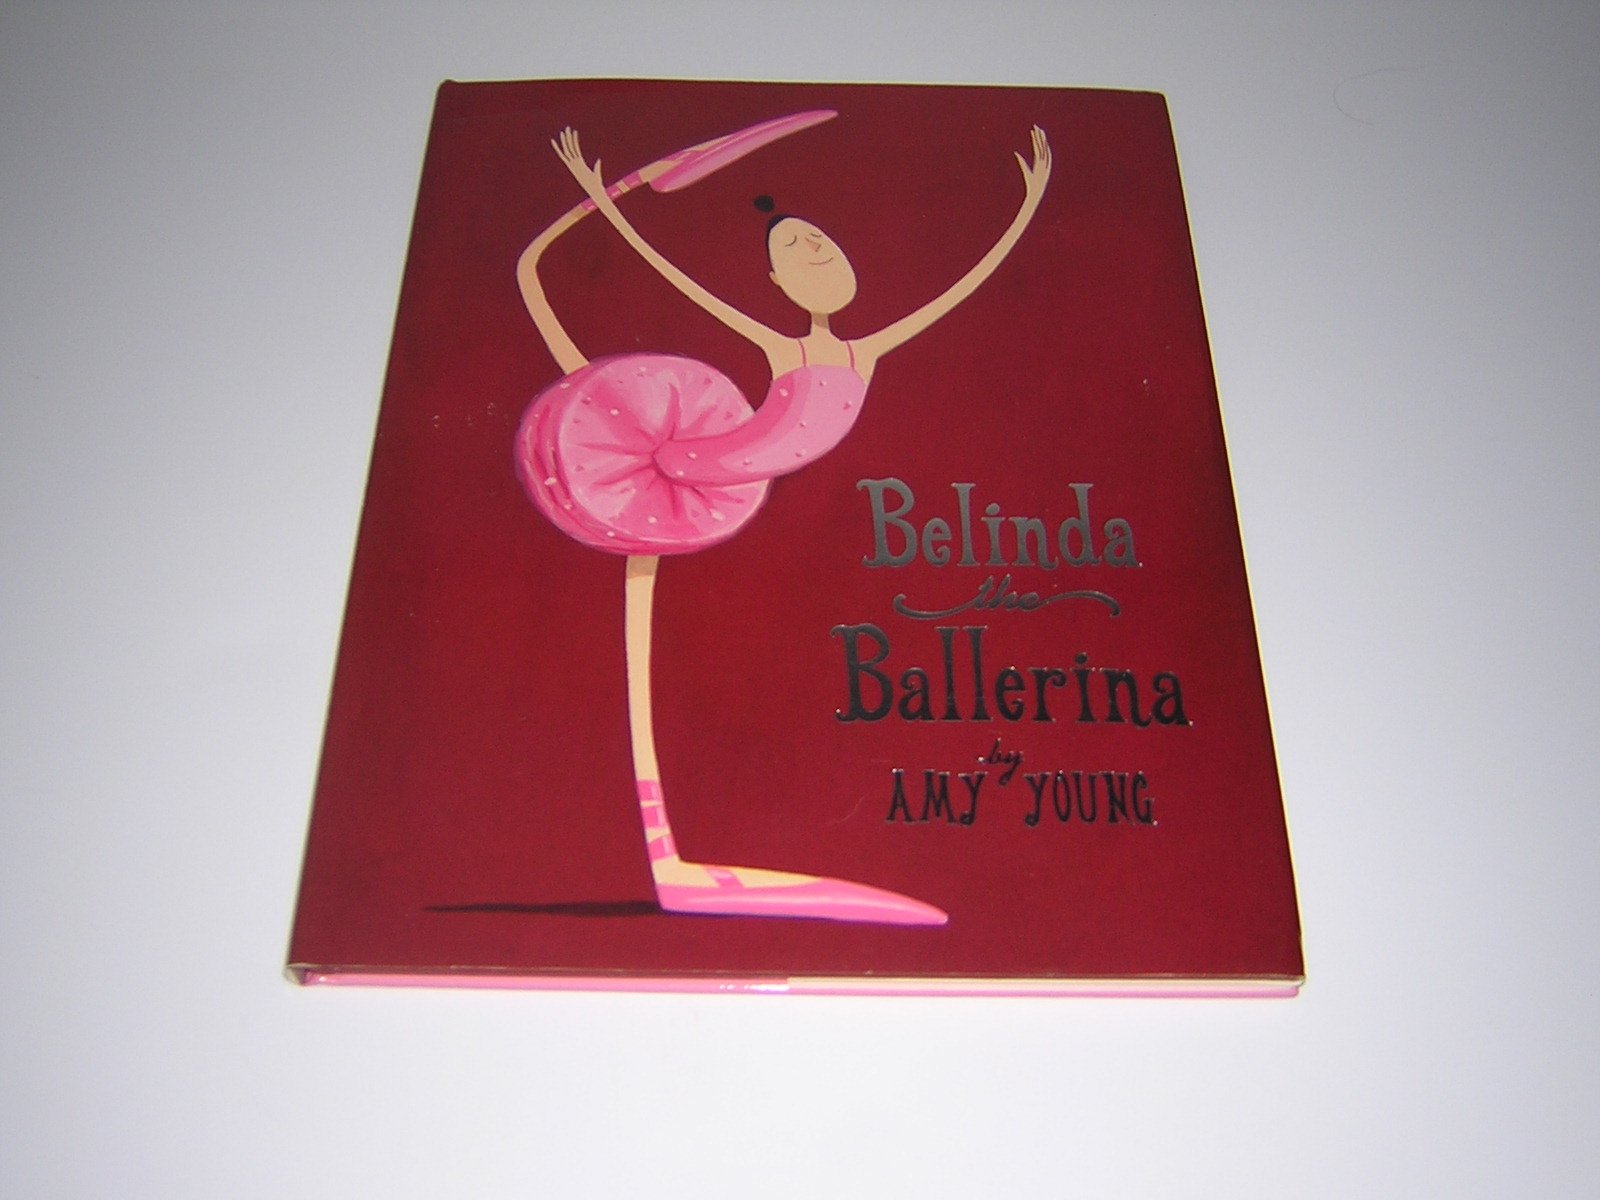 Belinda
the
Ballerina
by
AMY YOUNG